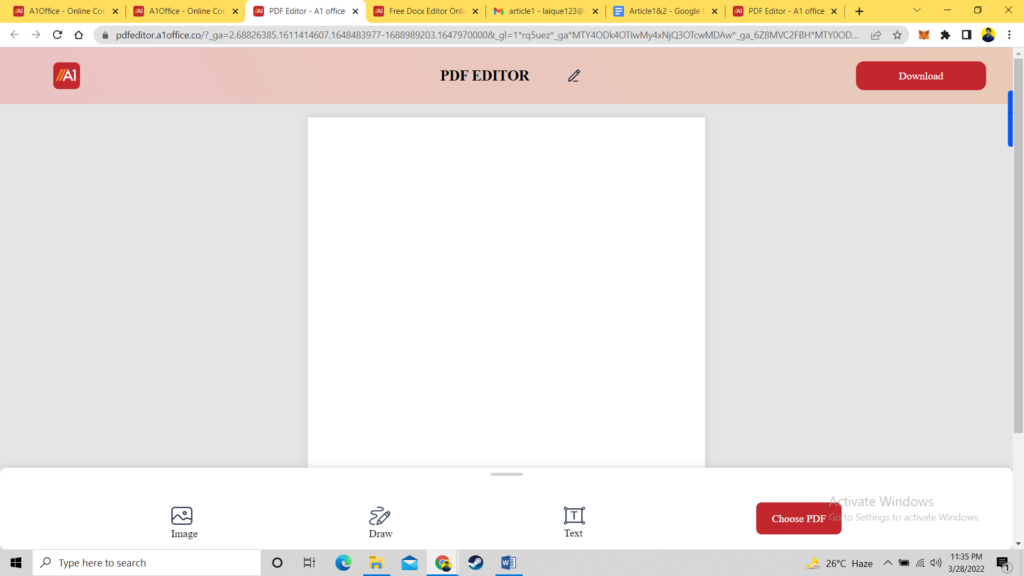 A1Office - Online Con
A1Office - Online Con
PDF Editor - A1 office
Free Docx Editor Onli
article1 - laique123@
Article1&2 - Google D
PDF Editor - A1 office
pdfeditor.a1office.co/?_ga=2.68826385.1611414607.1648483977-1688989203.1647970000&_gl=1*rq5uez*_ga*MTY4ODk4OTIwMy4xNjQ3OTcwMDAw*_ga_6Z8MVC2FBH*MTY0OD...
A1
PDF EDITOR
Download
Image
Draw
Text
Choose PDF
Activate Windows
Go to Settings to activate Windows.
Type here to search
26°C Haze
11:35 PM
3/28/2022
1